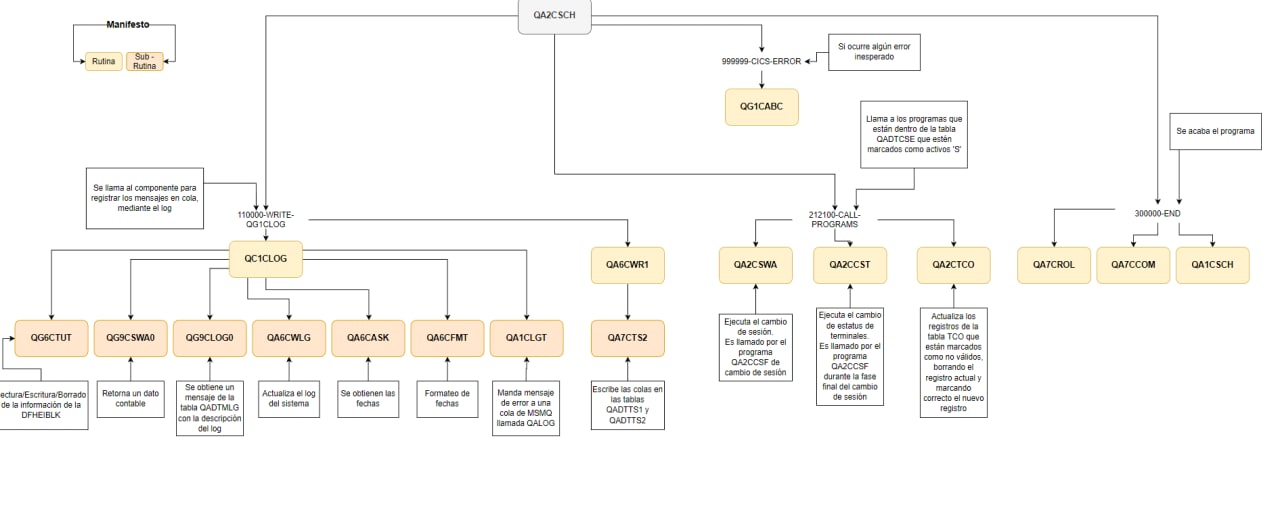 QA2CSCH
Manifesto
Rutina
Sub -
Rutina
999999-CICS-ERROR
Si ocurre algún error
inesperado
QG1CABC
Llama a los programas que
están dentro de la tabla
QADTCSE que estén
marcados como activos 'S'
Se acaba el programa
Se llama al componente para
registrar los mensajes en cola,
mediante el log
110000-WRITE-
QG1CLOG
212100-CALL-
PROGRAMS
300000-END
QC1CLOG
QA6CWR1
QA2CSWA
QA2CCST
QA2CTCO
QA7CROL
QA7CCOM
QA1CSCH
QG6CTUT
QG9CSWA0
QG9CLOG0
QA6CWLG
QA6CASK
QA6CFMT
QA1CLGT
QA7CTS2
ectura/Escritura/Borrado
de la información de la
DFHEIBLK
Retorna un dato
contable
Se obtiene un
mensaje de la
tabla QADTMLG
con la descripción
del log
Actualiza el log
del sistema
Se obtienen las
fechas
Formateo de
fechas
Manda mensaje
de error a una
cola de MSMQ
llamada QALOG
Escribe las colas en
las tablas
QADTTS1 y
QADTTS2
Ejecuta el cambio
de sesión.
Es llamado por el
programa
QA2CCSF de
cambio de sesión
Ejecuta el cambio
de estatus de
terminales.
Es llamado por el
programa
QA2CCSF
durante la fase
final del cambio
de sesión
Actualiza los
registros de la
tabla TCO que
están marcados
como no válidos,
borrando el
registro actual y
marcando
correcto el nuevo
registro